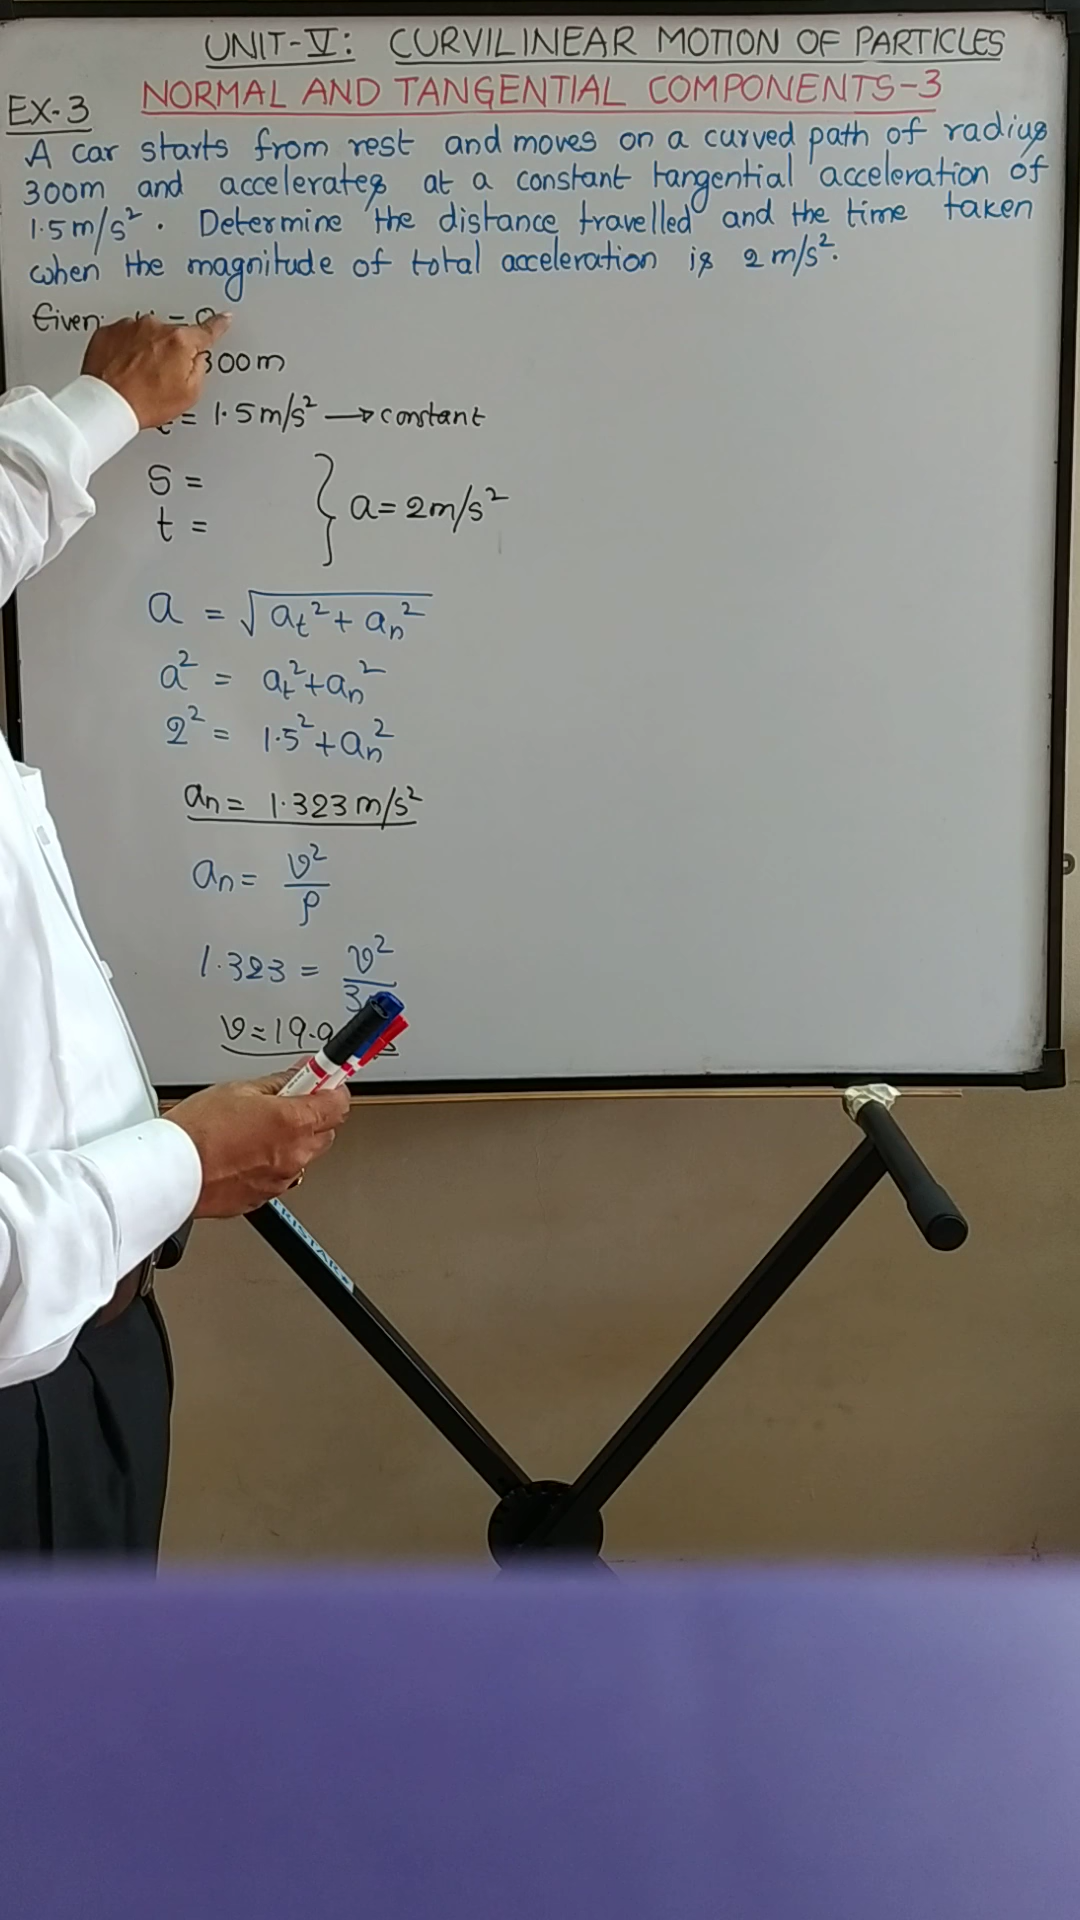 UNIT-V: CURVILINEAR MOTION OF PARTICLES
NORMAL AND TANGENTIAL COMPONENTS-3
EX-3
A car starts from rest and moves on a curved path of radius
300m and accelerates at a constant tangential acceleration of
1.5m/s². Determine the distance travelled and the time taken
when the magnitude of total acceleration is 2m/s².
Given: = 0
300m
= 1.5m/s² → constant
S =
t =
} a = 2m/s²
a = √(aₜ² + aₙ²)
a² = aₜ² + aₙ²
2² = 1.5² + aₙ²
aₙ = 1.323m/s²
aₙ = v²/ρ
1.323 = v²/3
v = 19.9
TRISTAR